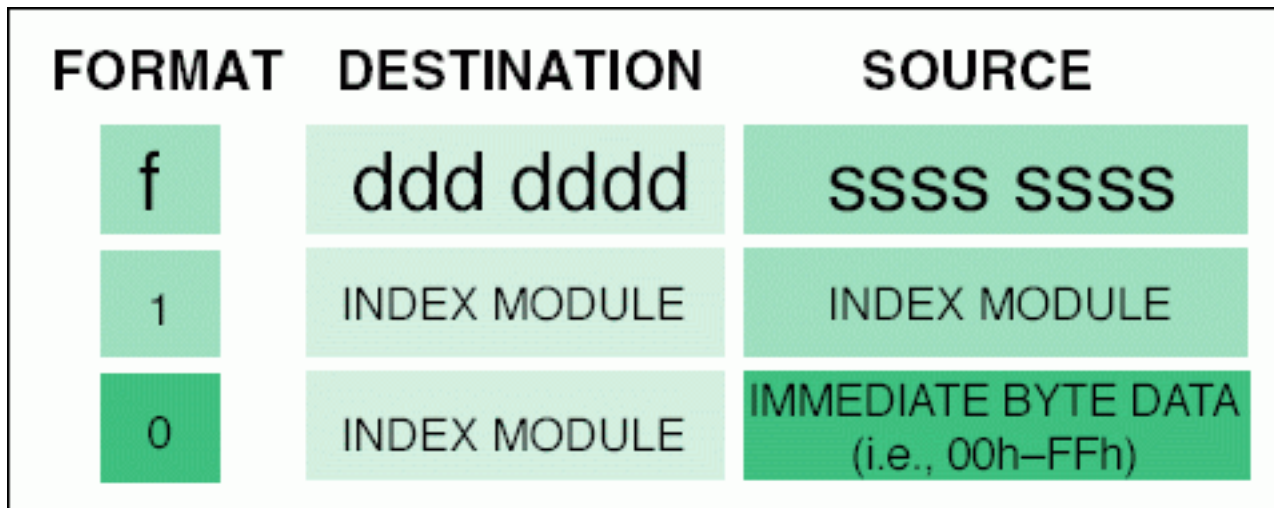 FORMAT DESTINATION SOURCE
f ddd dddd ssss ssss
1 INDEX MODULE INDEX MODULE
0 INDEX MODULE IMMEDIATE BYTE DATA
(i.e., 00h–FFh)